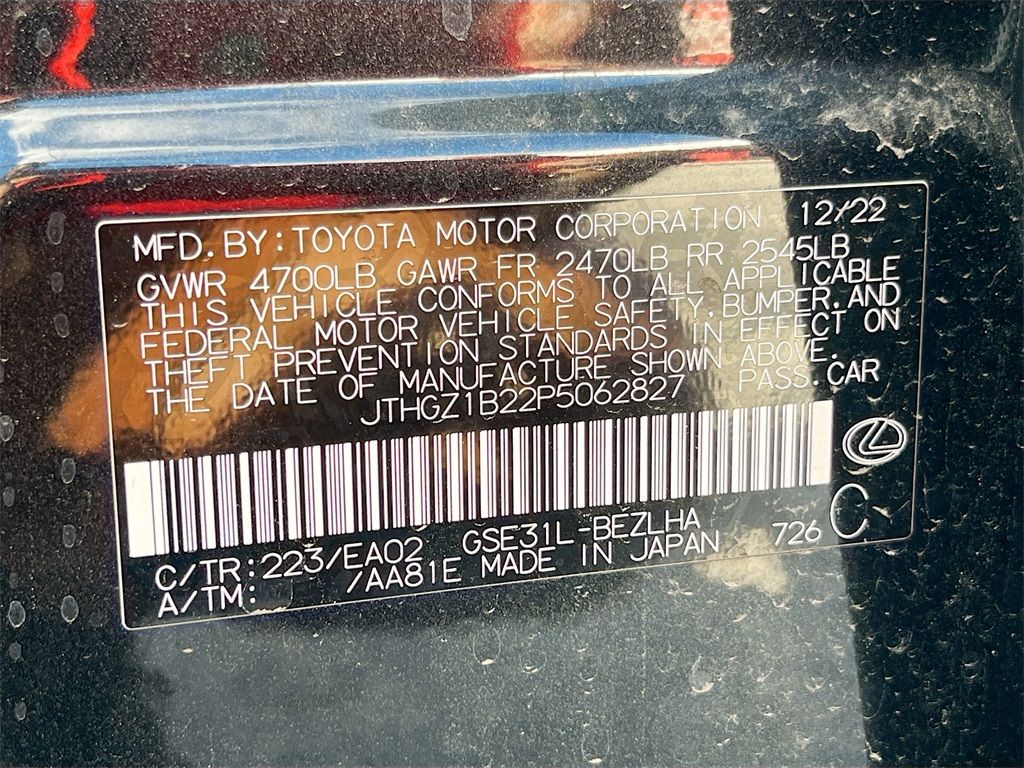 MFD. BY: TOYOTA MOTOR CORPORATION 12/22
GVWR 4700LB GAWR FR 2470LB RR 2545LB
THIS VEHICLE CONFORMS TO ALL APPLICABLE
FEDERAL MOTOR VEHICLE SAFETY, BUMPER, AND
THEFT PREVENTION STANDARDS IN EFFECT ON
THE DATE OF MANUFACTURE SHOWN ABOVE.
JTHGZ1B22P5062827 PASS. CAR
C/TR: 223/EA02 GSE31L-BEZLHA 726 C
A/TM: /AA81E MADE IN JAPAN